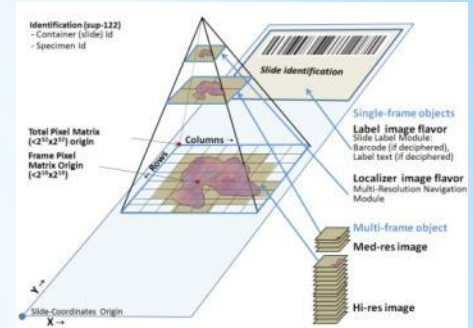 Identification (sup-122)
- Container (slide) Id
- Specimen Id
Slide identification
Total Pixel Matrix
(<2³²x2³²) origin
Frame Pixel
Matrix Origin
(<2¹⁶x2¹⁶)
Columns →
← Rows
Single-frame objects
Label image flavor
Slide Label Module:
Barcode (if deciphered),
Label text (if deciphered)
Localizer image flavor
Multi-Resolution Navigation
Module
Multi-frame object
Med-res image
Hi-res image
Y →
Slide-Coordinates Origin
X →